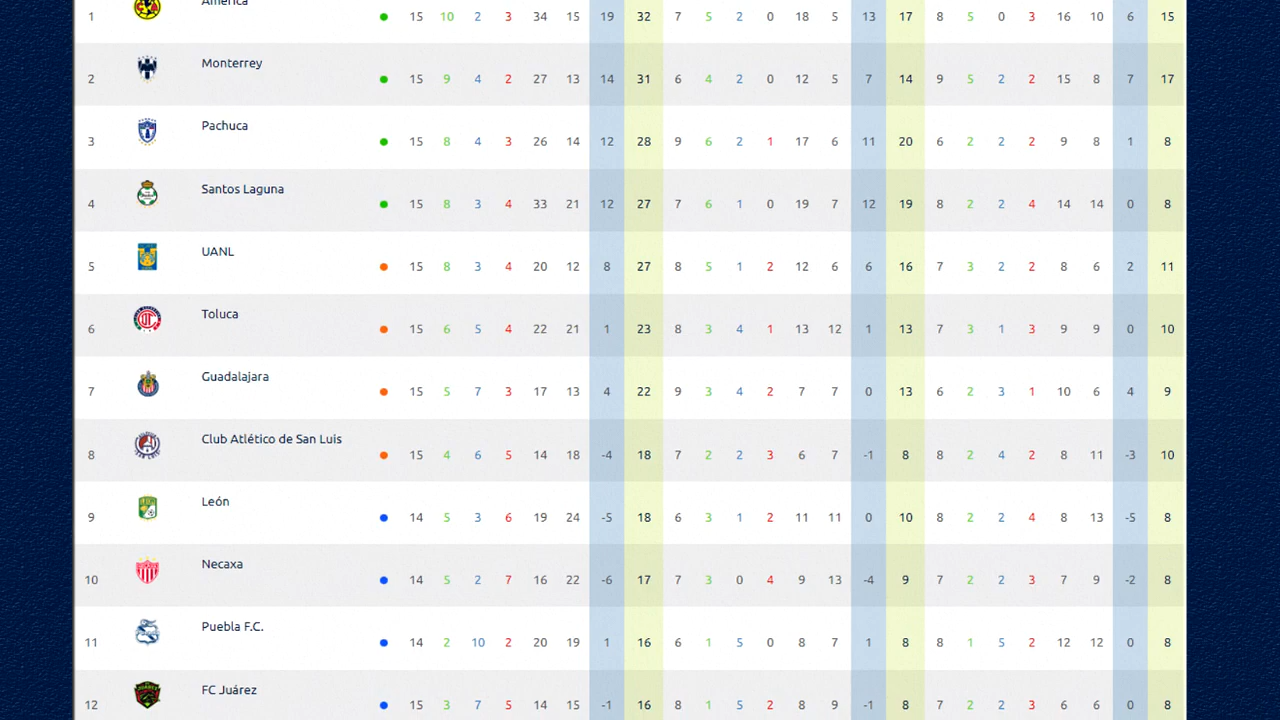 1 América 15 10 2 3 34 15 19 32 7 5 2 0 18 5 13 17 8 5 0 3 16 10 6 15
2 Monterrey 15 9 4 2 27 13 14 31 6 4 2 0 12 5 7 14 9 5 2 2 15 8 7 17
3 Pachuca 15 8 4 3 26 14 12 28 9 6 2 1 17 6 11 20 6 2 2 2 9 8 1 8
4 Santos Laguna 15 8 3 4 33 21 12 27 7 6 1 0 19 7 12 19 8 2 2 4 14 14 0 8
5 UANL 15 8 3 4 20 12 8 27 8 5 1 2 12 6 6 16 7 3 2 2 8 6 2 11
6 Toluca 15 6 5 4 22 21 1 23 8 3 4 1 13 12 1 13 7 3 1 3 9 9 0 10
7 Guadalajara 15 5 7 3 17 13 4 22 9 3 4 2 7 7 0 13 6 2 3 1 10 6 4 9
8 Club Atlético de San Luis 15 4 6 5 14 18 -4 18 7 2 2 3 6 7 -1 8 8 2 4 2 8 11 -3 10
9 León 14 5 3 6 19 24 -5 18 6 3 1 2 11 11 0 10 8 2 2 4 8 13 -5 8
10 Necaxa 14 5 2 7 16 22 -6 17 7 3 0 4 9 13 -4 9 7 2 2 3 7 9 -2 8
11 Puebla F.C. 14 2 10 2 20 19 1 16 6 1 5 0 8 7 1 8 8 1 5 2 12 12 0 8
12 FC Juárez 15 3 7 5 14 15 -1 16 8 1 5 2 8 9 -1 8 7 2 2 3 6 6 0 8